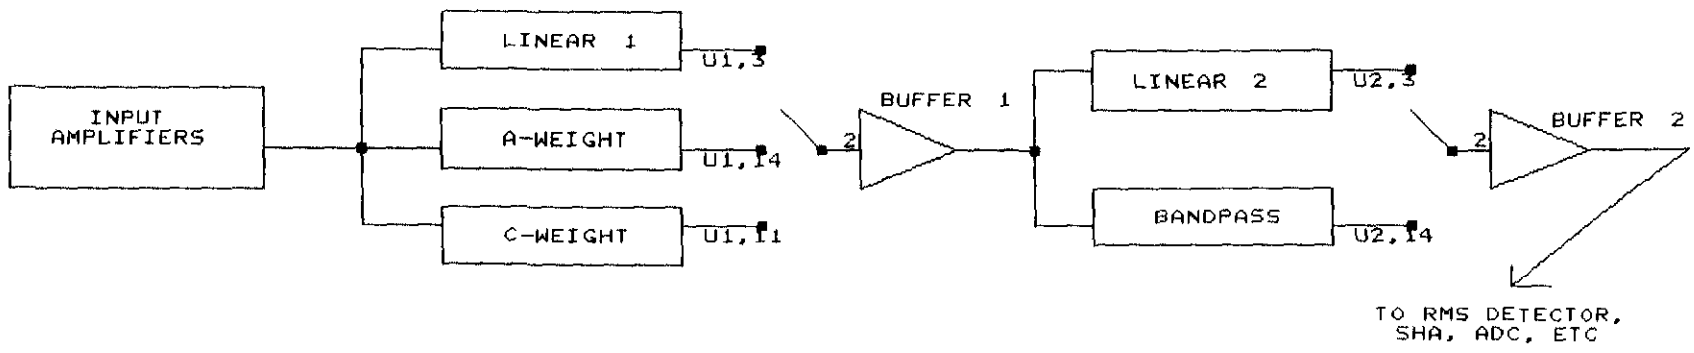 INPUT
AMPLIFIERS
LINEAR 1
U1,3
A-WEIGHT
U1,14
C-WEIGHT
U1,11
BUFFER 1
2
LINEAR 2
U2,3
BANDPASS
U2,14
BUFFER 2
2
TO RMS DETECTOR,
SHA, ADC, ETC